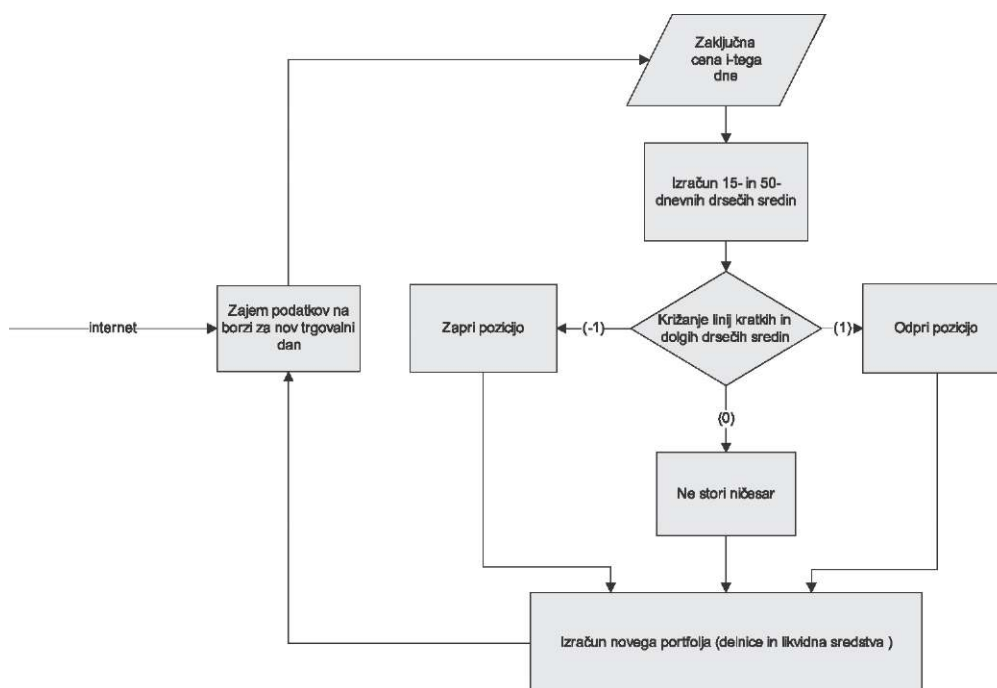 Zaključna
cena i-tega
dne
Izračun 15- in 50-
dnevnih drsečih sredin
internet
Zajem podatkov na
borzi za nov trgovalni
dan
Zapri pozicijo
(-1)
Križanje linij kratkih in
dolgih drsečih sredin
(1)
Odpri pozicijo
(0)
Ne stori ničesar
Izračun novega portfolja (delnice in likvidna sredstva )